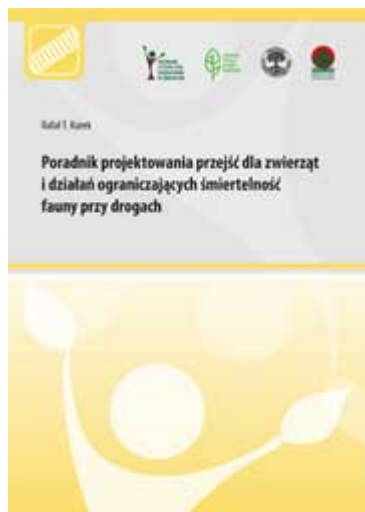 Rafał T. Kurek
Poradnik projektowania przejść dla zwierząt
i działań ograniczających śmiertelność
fauny przy drogach